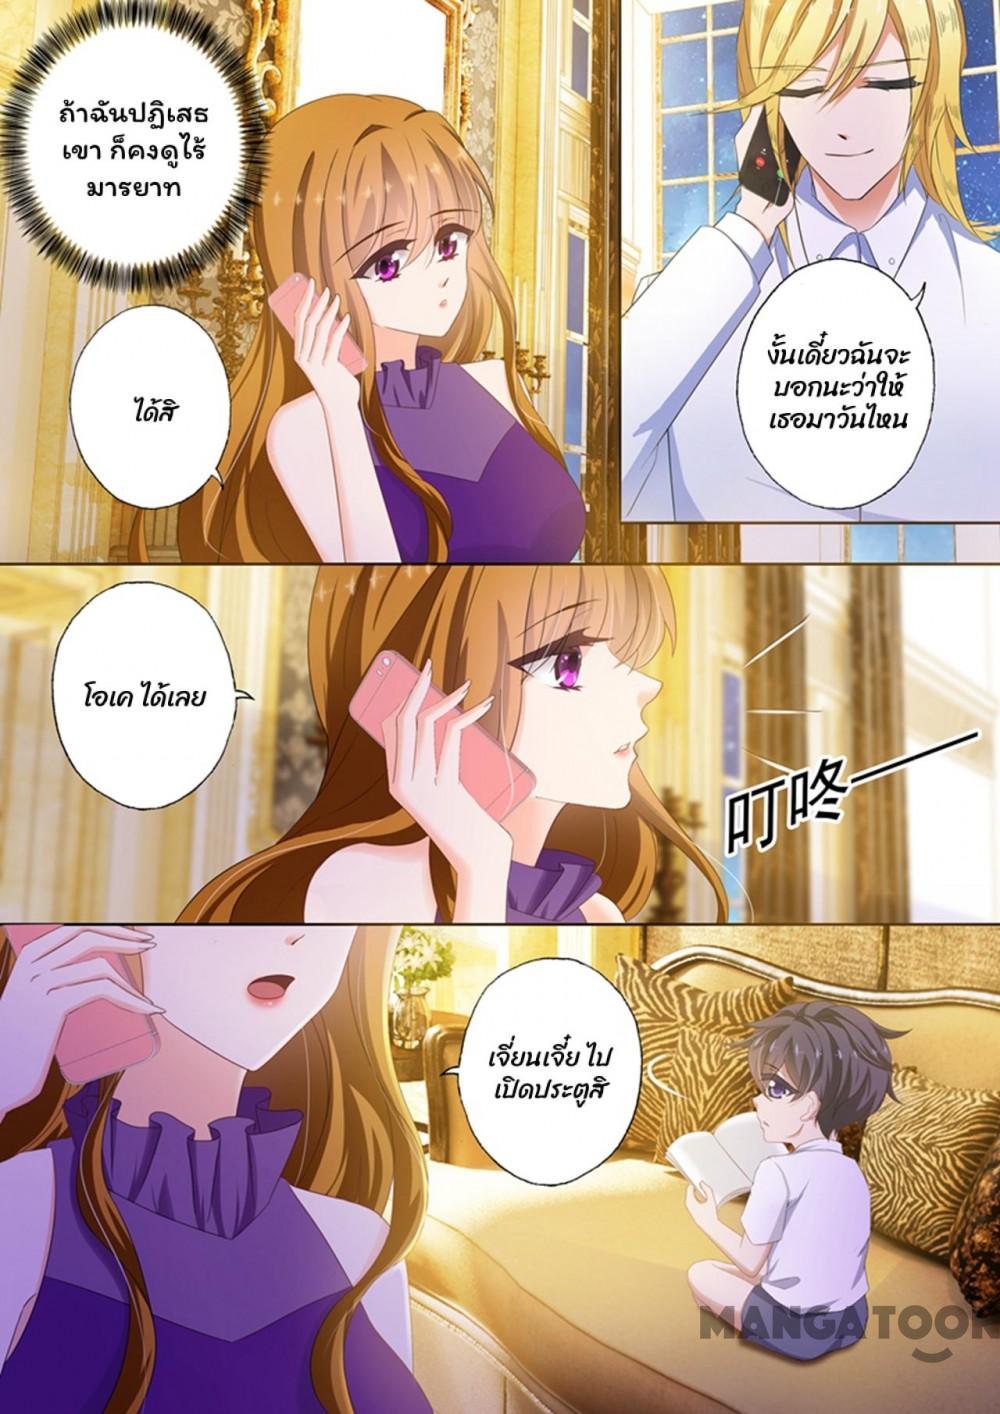 ถ้าฉันปฏิเสธ
เขา ก็คงดูไร้
มารยาท
ได้สิ
งั้นเดี๋ยวฉันจะ
บอกนะว่าให้
เธอมาวันไหน
โอเค ได้เลย
叮咚——
เจี่ยนเจี๋ย ไป
เปิดประตูสิ
MANGATOON